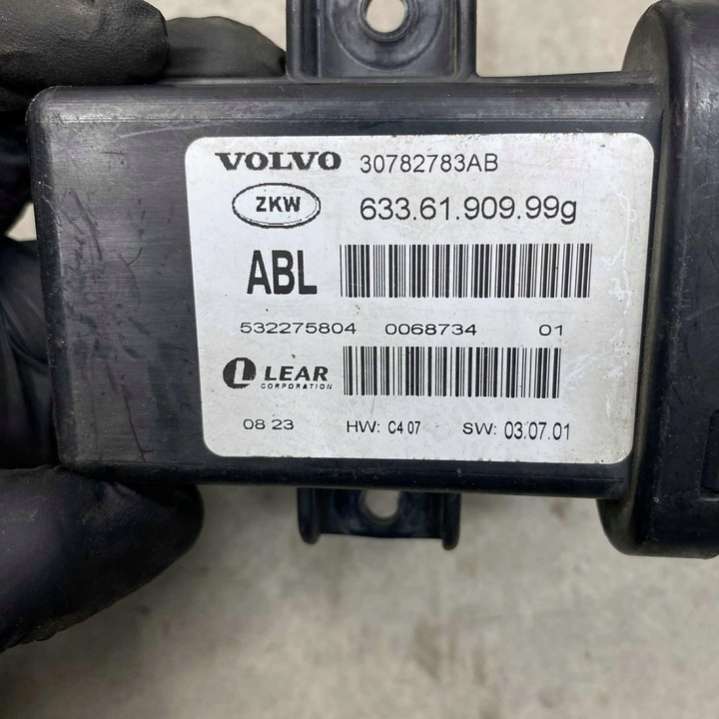 VOLVO 30782783AB
ZKW 633.61.909.99g
ABL
532275804 0068734 01
LEAR
CORPORATION
08 23 HW: C4 07 SW: 03.07.01